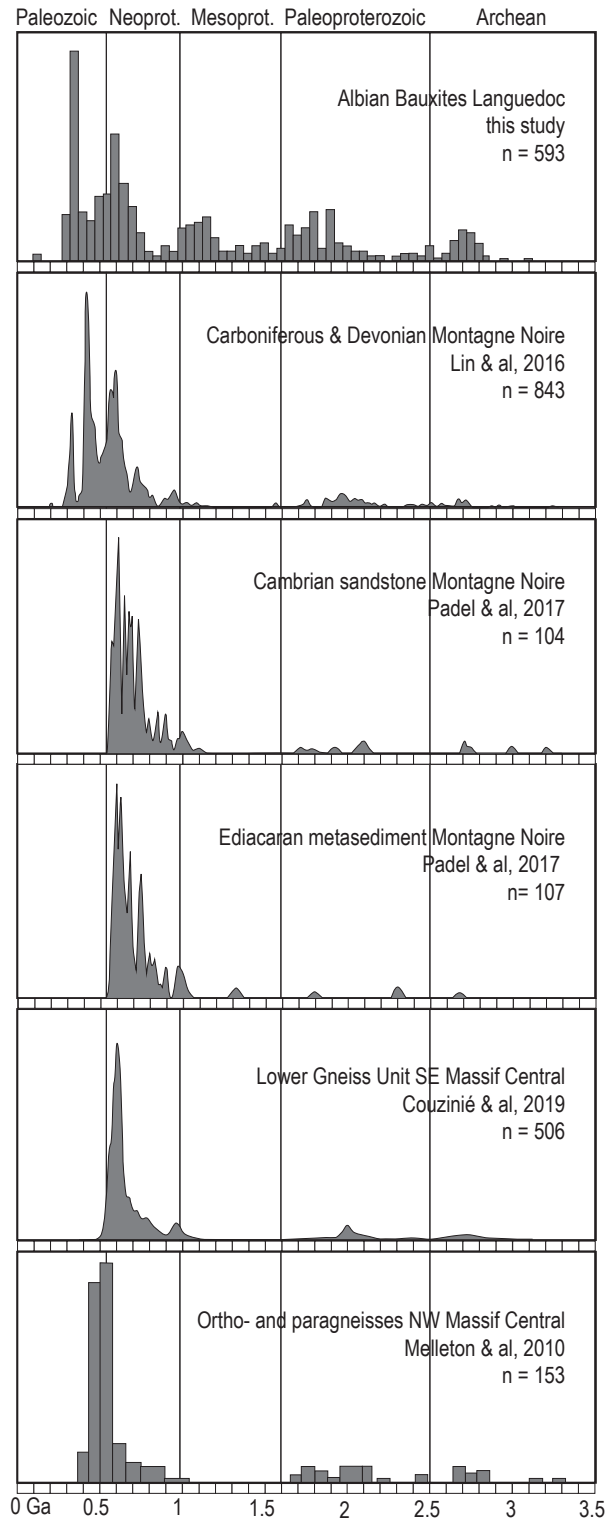 Paleozoic Neoprot. Mesoprot. Paleoproterozoic Archean
Albian Bauxites Languedoc
this study
n = 593
Carboniferous & Devonian Montagne Noire
Lin & al, 2016
n = 843
Cambrian sandstone Montagne Noire
Padel & al, 2017
n = 104
Ediacaran metasediment Montagne Noire
Padel & al, 2017
n= 107
Lower Gneiss Unit SE Massif Central
Couzinié & al, 2019
n = 506
Ortho- and paragneisses NW Massif Central
Melleton & al, 2010
n = 153
0 Ga 0.5 1 1.5 2 2.5 3 3.5